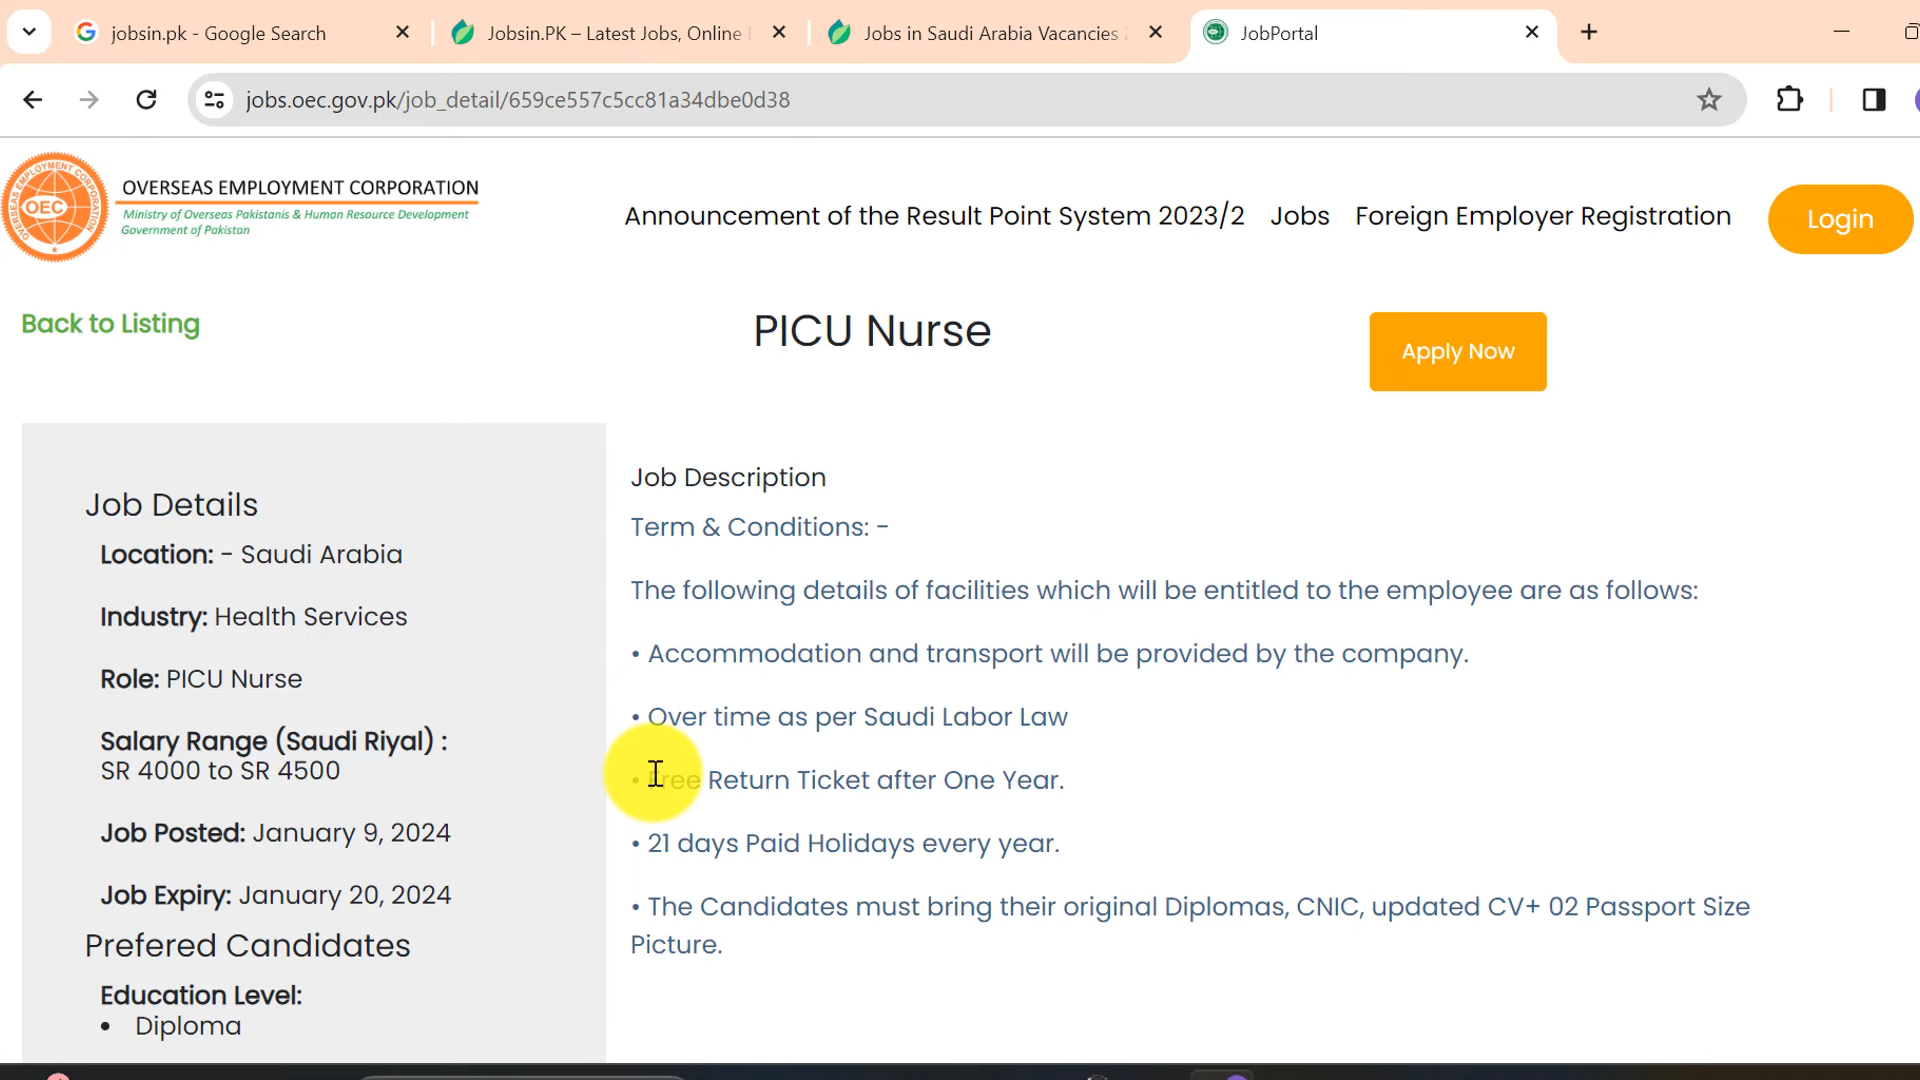 jobsin.pk - Google Search
Jobsin.PK – Latest Jobs, Online
Jobs in Saudi Arabia Vacancies
JobPortal
jobs.oec.gov.pk/job_detail/659ce557c5cc81a34dbe0d38
OEC
OVERSEAS EMPLOYMENT CORPORATION
Ministry of Overseas Pakistanis & Human Resource Development
Government of Pakistan
Announcement of the Result Point System 2023/2 Jobs Foreign Employer Registration Login
Back to Listing
PICU Nurse
Apply Now
Job Details
Location: - Saudi Arabia
Industry: Health Services
Role: PICU Nurse
Salary Range (Saudi Riyal) :
SR 4000 to SR 4500
Job Posted: January 9, 2024
Job Expiry: January 20, 2024
Prefered Candidates
Education Level:
• Diploma
Job Description
Term & Conditions: -
The following details of facilities which will be entitled to the employee are as follows:
• Accommodation and transport will be provided by the company.
• Over time as per Saudi Labor Law
• Free Return Ticket after One Year.
• 21 days Paid Holidays every year.
• The Candidates must bring their original Diplomas, CNIC, updated CV+ 02 Passport Size
Picture.